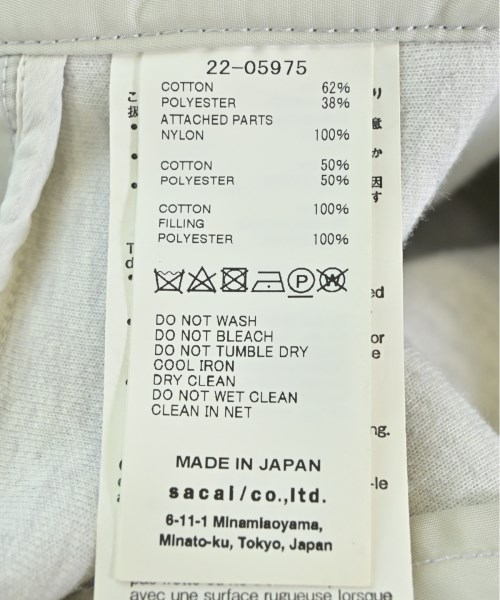 22-05975
COTTON 62%
POLYESTER 38%
ATTACHED PARTS
NYLON 100%
COTTON 50%
POLYESTER 50%
COTTON 100%
FILLING
POLYESTER 100%
P W
DO NOT WASH
DO NOT BLEACH
DO NOT TUMBLE DRY
COOL IRON
DRY CLEAN
DO NOT WET CLEAN
CLEAN IN NET
MADE IN JAPAN
sacai/co.,ltd.
6-11-1 Minamiaoyama,
Minato-ku, Tokyo, Japan
avec une surface rugueuse lorsque